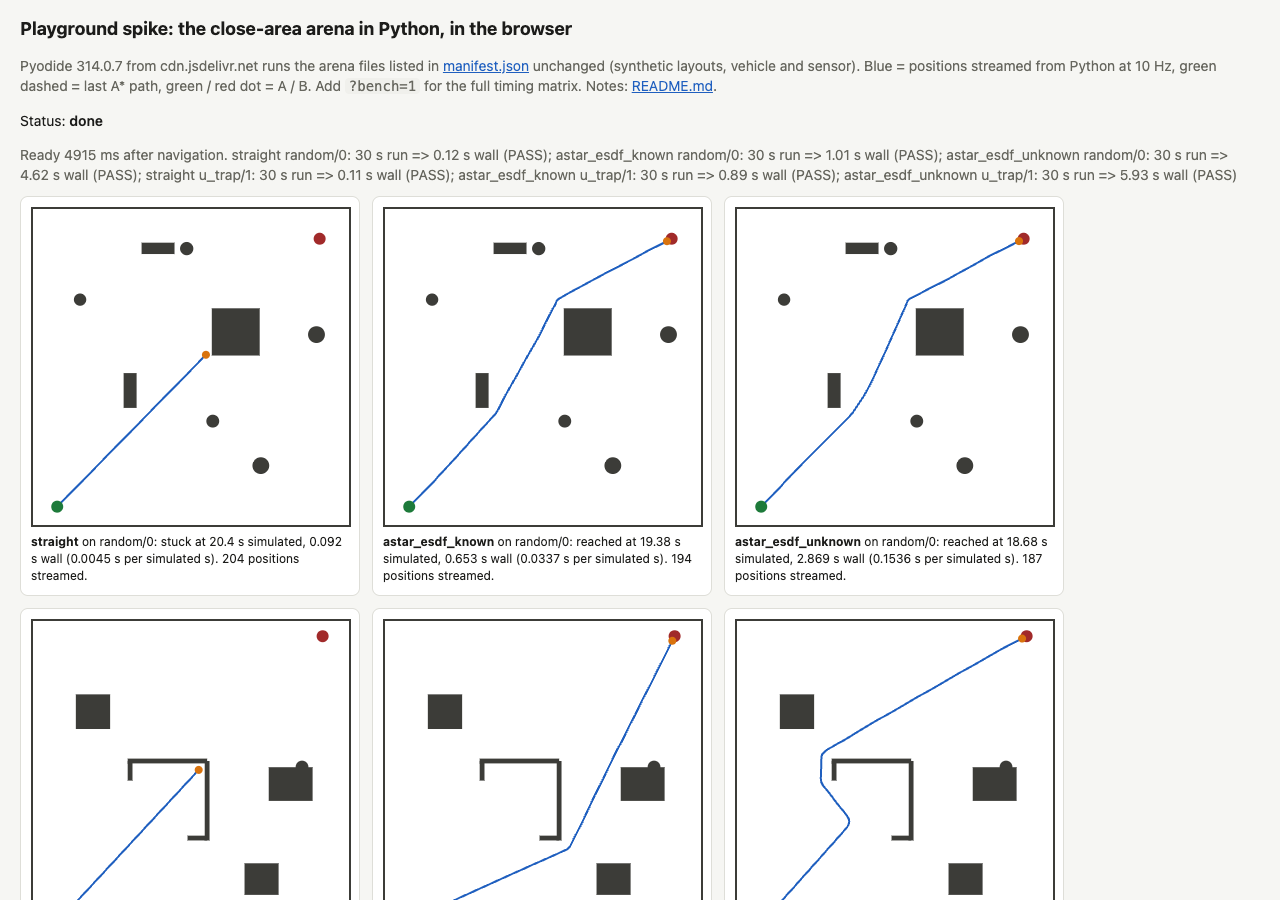 Playground spike: the close-area arena in Python, in the browser
Pyodide 314.0.7 from cdn.jsdelivr.net runs the arena files listed in manifest.json unchanged (synthetic layouts, vehicle and sensor). Blue = positions streamed from Python at 10 Hz, green
dashed = last A* path, green / red dot = A / B. Add ?bench=1 for the full timing matrix. Notes: README.md.
Status: done
Ready 4915 ms after navigation. straight random/0: 30 s run => 0.12 s wall (PASS); astar_esdf_known random/0: 30 s run => 1.01 s wall (PASS); astar_esdf_unknown random/0: 30 s run =>
4.62 s wall (PASS); straight u_trap/1: 30 s run => 0.11 s wall (PASS); astar_esdf_known u_trap/1: 30 s run => 0.89 s wall (PASS); astar_esdf_unknown u_trap/1: 30 s run => 5.93 s wall (PASS)
straight on random/0: stuck at 20.4 s simulated, 0.092
s wall (0.0045 s per simulated s). 204 positions
streamed.
astar_esdf_known on random/0: reached at 19.38 s
simulated, 0.653 s wall (0.0337 s per simulated s). 194
positions streamed.
astar_esdf_unknown on random/0: reached at 18.68 s
simulated, 2.869 s wall (0.1536 s per simulated s). 187
positions streamed.